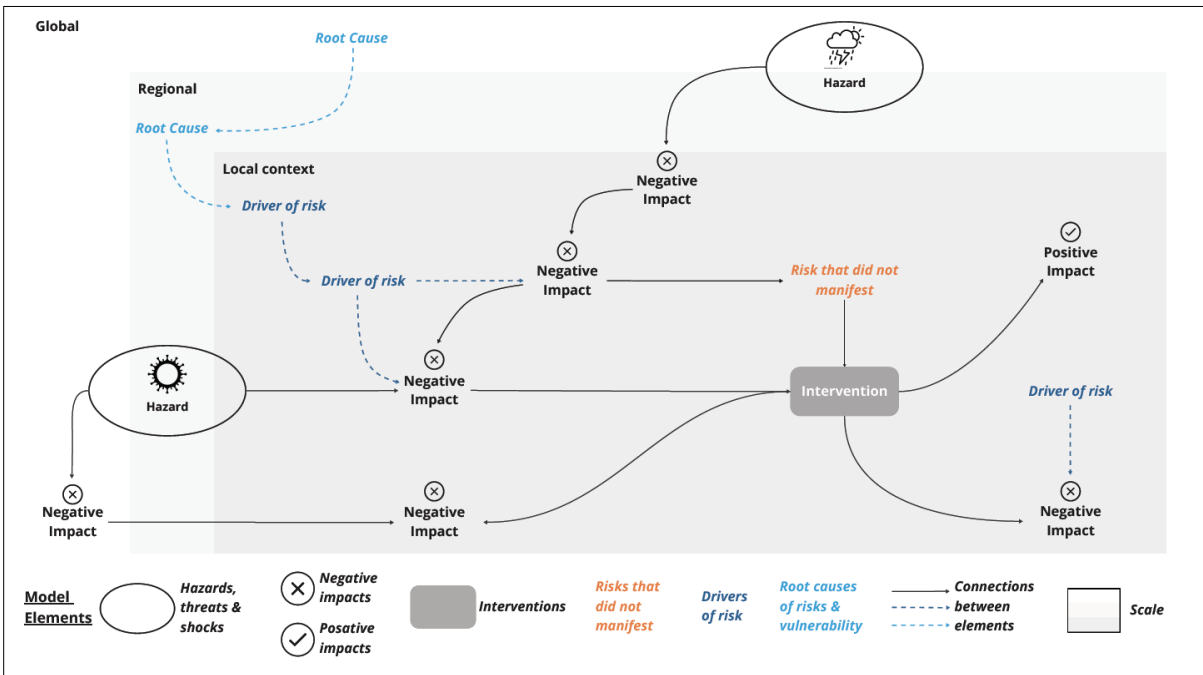 Global
Root Cause
Hazard
Regional
Root Cause
Local context
Negative
Impact
Driver of risk
Positive
Impact
Negative
Impact
Risk that did not
manifest
Driver of risk
Negative
Impact
Hazard
Intervention
Driver of risk
Negative
Impact
Negative
Impact
Negative
Impact
Model
Elements
Hazards,
threats &
shocks
Negative
impacts
Posative
impacts
Interventions
Risks that
did not
manifest
Drivers
of risk
Root causes
of risks &
vulnerability
Connections
between
elements
Scale